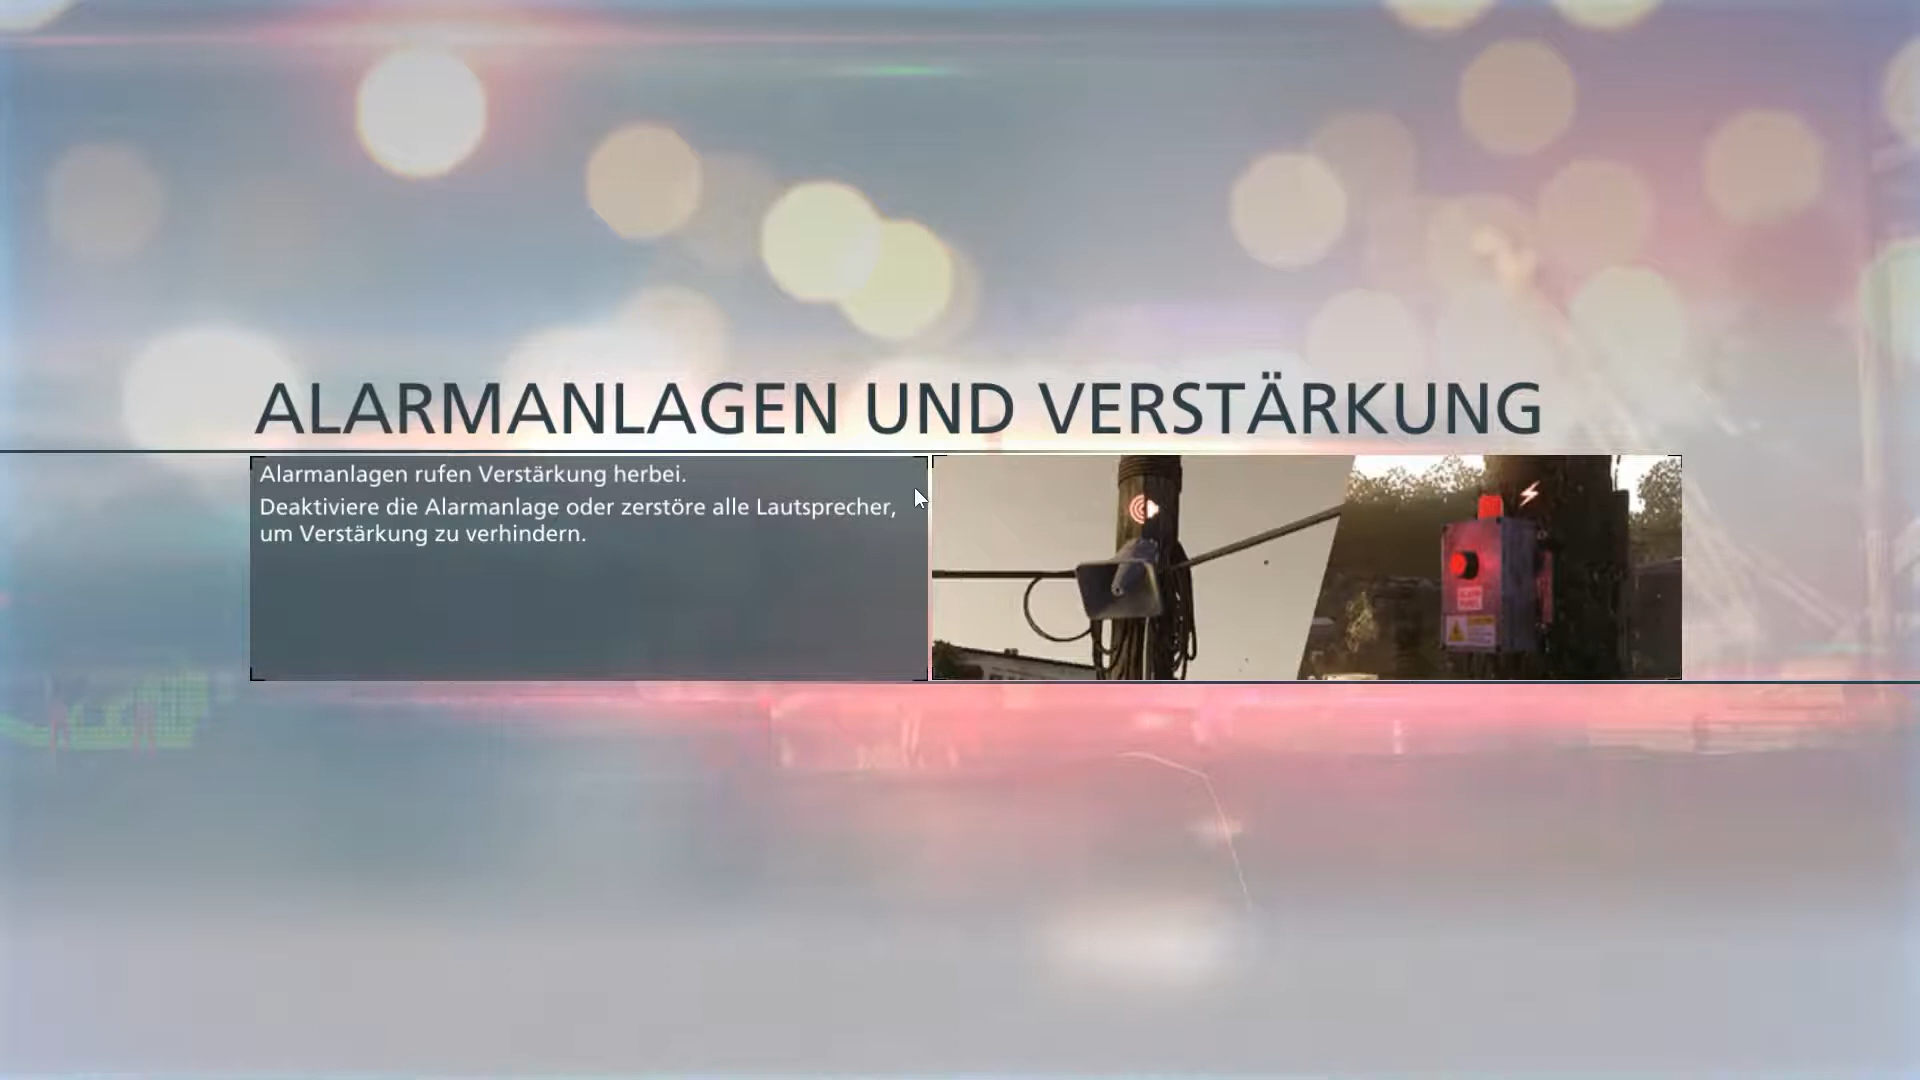 ALARMANLAGEN UND VERSTÄRKUNG
Alarmanlagen rufen Verstärkung herbei.
Deaktiviere die Alarmanlage oder zerstöre alle Lautsprecher,
um Verstärkung zu verhindern.